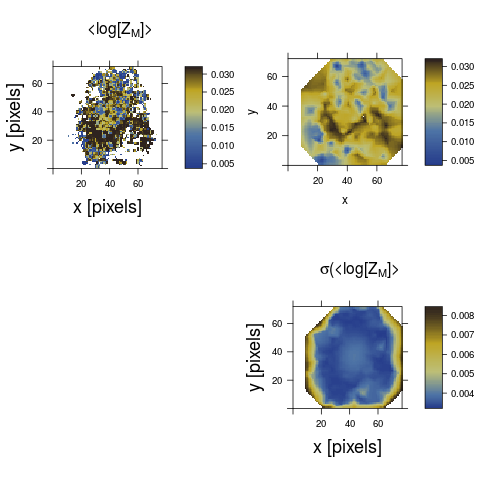 <log[Z_M]>
y [pixels]
60
40
20
20 40 60
x [pixels]
0.030
0.025
0.020
0.015
0.010
0.005
y
60
40
20
20 40 60
x
0.030
0.025
0.020
0.015
0.010
0.005
σ(<log[Z_M]>
y [pixels]
60
40
20
20 40 60
x [pixels]
0.008
0.007
0.006
0.005
0.004